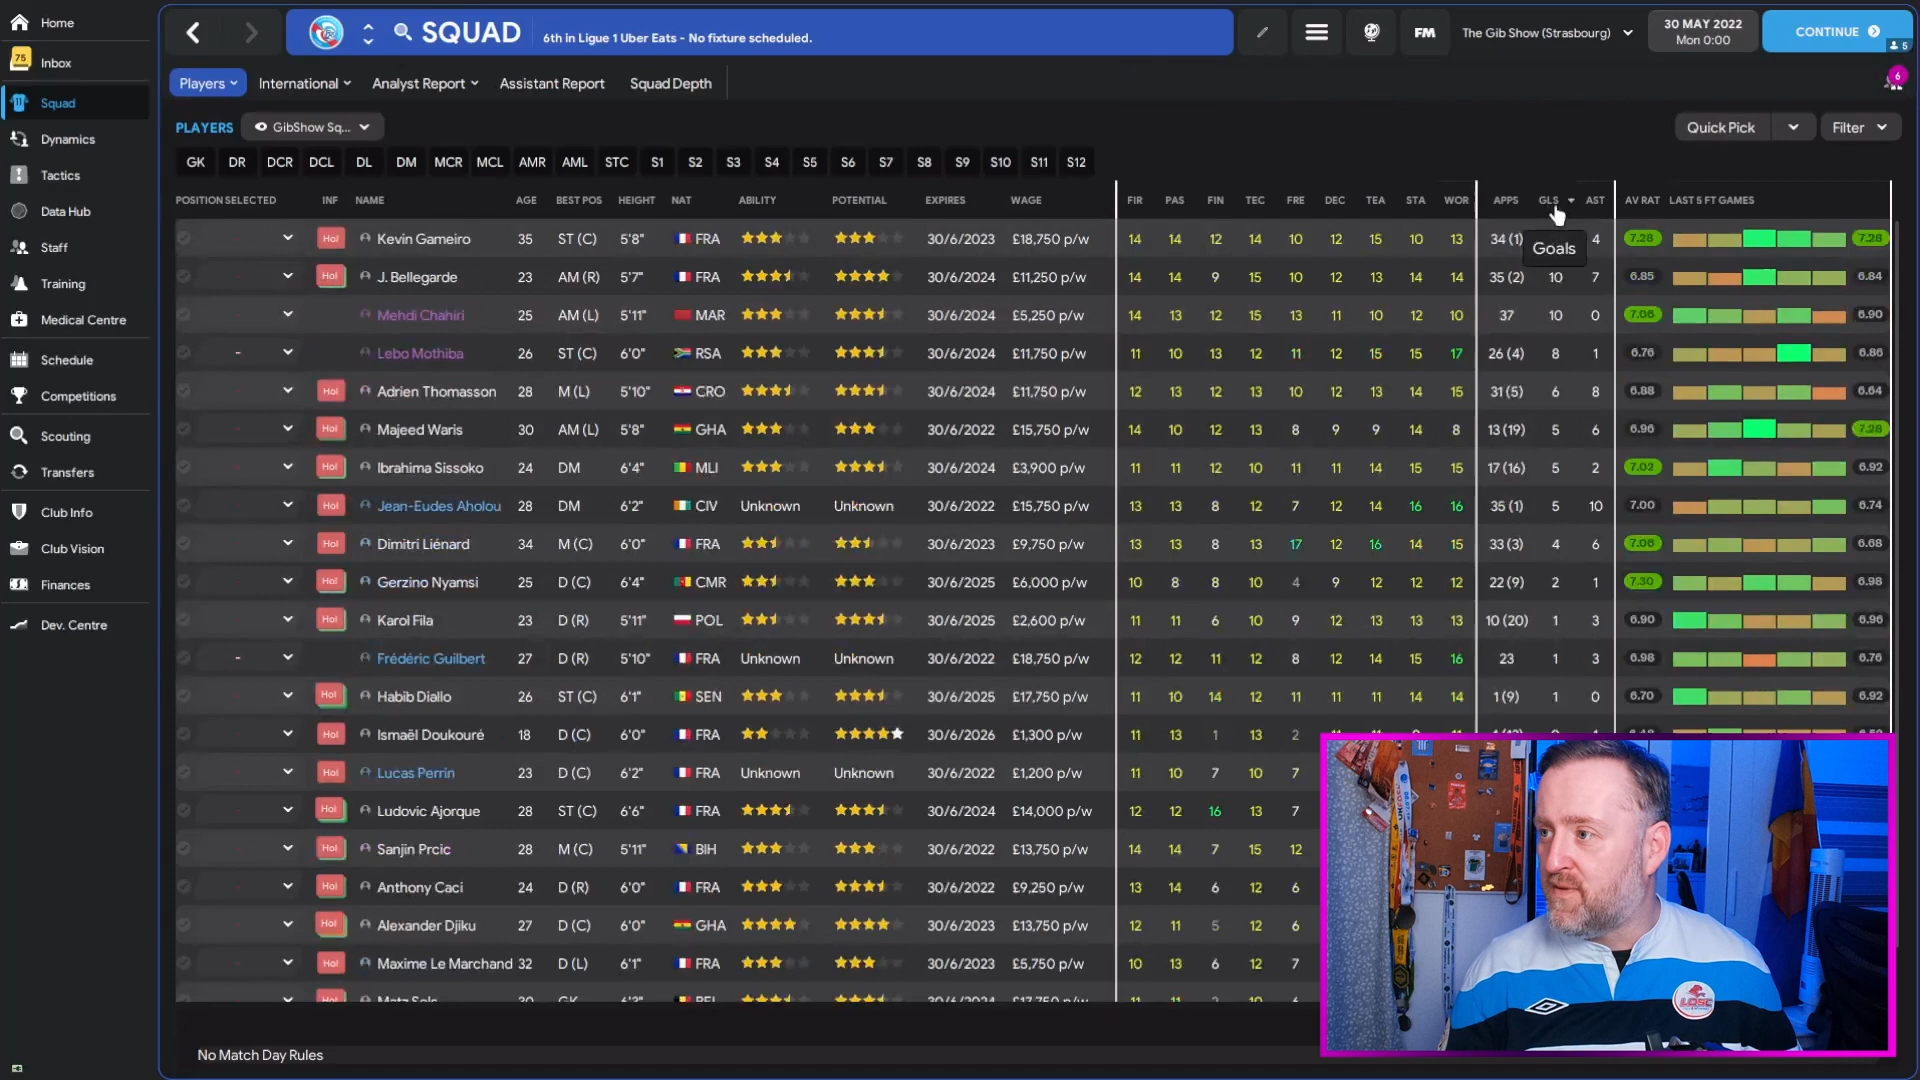 Home
75 Inbox
Squad
Dynamics
Tactics
Data Hub
Staff
Training
Medical Centre
Schedule
Competitions
Scouting
Transfers
Club Info
Club Vision
Finances
Dev. Centre
SQUAD 6th in Ligue 1 Uber Eats - No fixture scheduled.
FM The Gib Show (Strasbourg) 30 MAY 2022 Mon 0:00 CONTINUE 5
Players International Analyst Report Assistant Report Squad Depth 6
PLAYERS GibShow Sq... Quick Pick Filter
GK DR DCR DCL DL DM MCR MCL AMR AML STC S1 S2 S3 S4 S5 S6 S7 S8 S9 S10 S11 S12
POSITION SELECTED INF NAME AGE BEST POS HEIGHT NAT ABILITY POTENTIAL EXPIRES WAGE FIR PAS FIN TEC FRE DEC TEA STA WOR APPS GLS AST AV RAT LAST 5 FT GAMES
Hol Kevin Gameiro 35 ST (C) 5'8" FRA 30/6/2023 £18,750 p/w 14 14 12 14 10 12 15 10 13 34 (1) 4 7.28 7.28
Goals
Hol J. Bellegarde 23 AM (R) 5'7" FRA 30/6/2024 £11,250 p/w 14 14 9 15 10 12 13 14 14 35 (2) 10 7 6.85 6.84
Mehdi Chahiri 25 AM (L) 5'11" MAR 30/6/2024 £5,250 p/w 14 13 12 15 13 11 10 12 10 37 10 0 7.06 6.90
- Lebo Mothiba 26 ST (C) 6'0" RSA 30/6/2024 £11,750 p/w 11 10 13 12 11 12 15 15 17 26 (4) 8 1 6.76 6.86
Hol Adrien Thomasson 28 M (L) 5'10" CRO 30/6/2024 £11,750 p/w 12 13 12 13 10 12 13 14 15 31 (5) 6 8 6.88 6.64
Hol Majeed Waris 30 AM (L) 5'8" GHA 30/6/2022 £15,750 p/w 14 10 12 13 8 9 9 14 8 13 (19) 5 6 6.96 7.28
Hol Ibrahima Sissoko 24 DM 6'4" MLI 30/6/2024 £3,900 p/w 11 11 12 10 11 11 14 15 15 17 (16) 5 2 7.02 6.92
Hol Jean-Eudes Aholou 28 DM 6'2" CIV Unknown Unknown 30/6/2022 £15,750 p/w 13 13 8 12 7 12 14 16 16 35 (1) 5 10 7.00 6.74
Hol Dimitri Liénard 34 M (C) 6'0" FRA 30/6/2023 £9,750 p/w 13 13 8 13 17 12 16 14 15 33 (3) 4 6 7.06 6.68
Hol Gerzino Nyamsi 25 D (C) 6'4" CMR 30/6/2025 £6,000 p/w 10 8 8 10 4 9 12 12 12 22 (9) 2 1 7.30 6.98
Hol Karol Fila 23 D (R) 5'11" POL 30/6/2025 £2,600 p/w 11 11 6 10 9 12 13 13 13 10 (20) 1 3 6.90 6.96
- Frédéric Guilbert 27 D (R) 5'10" FRA Unknown Unknown 30/6/2022 £18,750 p/w 12 12 11 12 8 12 14 15 16 23 1 3 6.98 6.76
Hol Habib Diallo 26 ST (C) 6'1" SEN 30/6/2025 £17,750 p/w 11 10 14 12 11 11 11 14 14 1 (9) 1 0 6.70 6.92
Hol Ismaël Doukouré 18 D (C) 6'0" FRA 30/6/2026 £1,300 p/w 11 13 1 13 2
Hol Lucas Perrin 23 D (C) 6'2" FRA Unknown Unknown 30/6/2022 £1,200 p/w 11 10 7 10 7
Hol Ludovic Ajorque 28 ST (C) 6'6" FRA 30/6/2024 £14,000 p/w 12 12 16 13 7
Hol Sanjin Prcic 28 M (C) 5'11" BIH 30/6/2022 £13,750 p/w 14 14 7 15 12
Hol Anthony Caci 24 D (R) 6'0" FRA 30/6/2022 £9,250 p/w 13 14 6 12 6
Hol Alexander Djiku 27 D (C) 6'0" GHA 30/6/2023 £13,750 p/w 12 11 5 12 6
Hol Maxime Le Marchand 32 D (L) 6'1" FRA 30/6/2023 £5,750 p/w 10 13 6 12 7
LOSC
No Match Day Rules